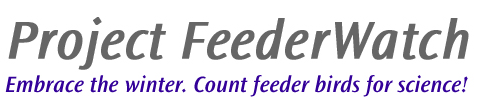 Project FeederWatch
Embrace the winter. Count feeder birds for science!